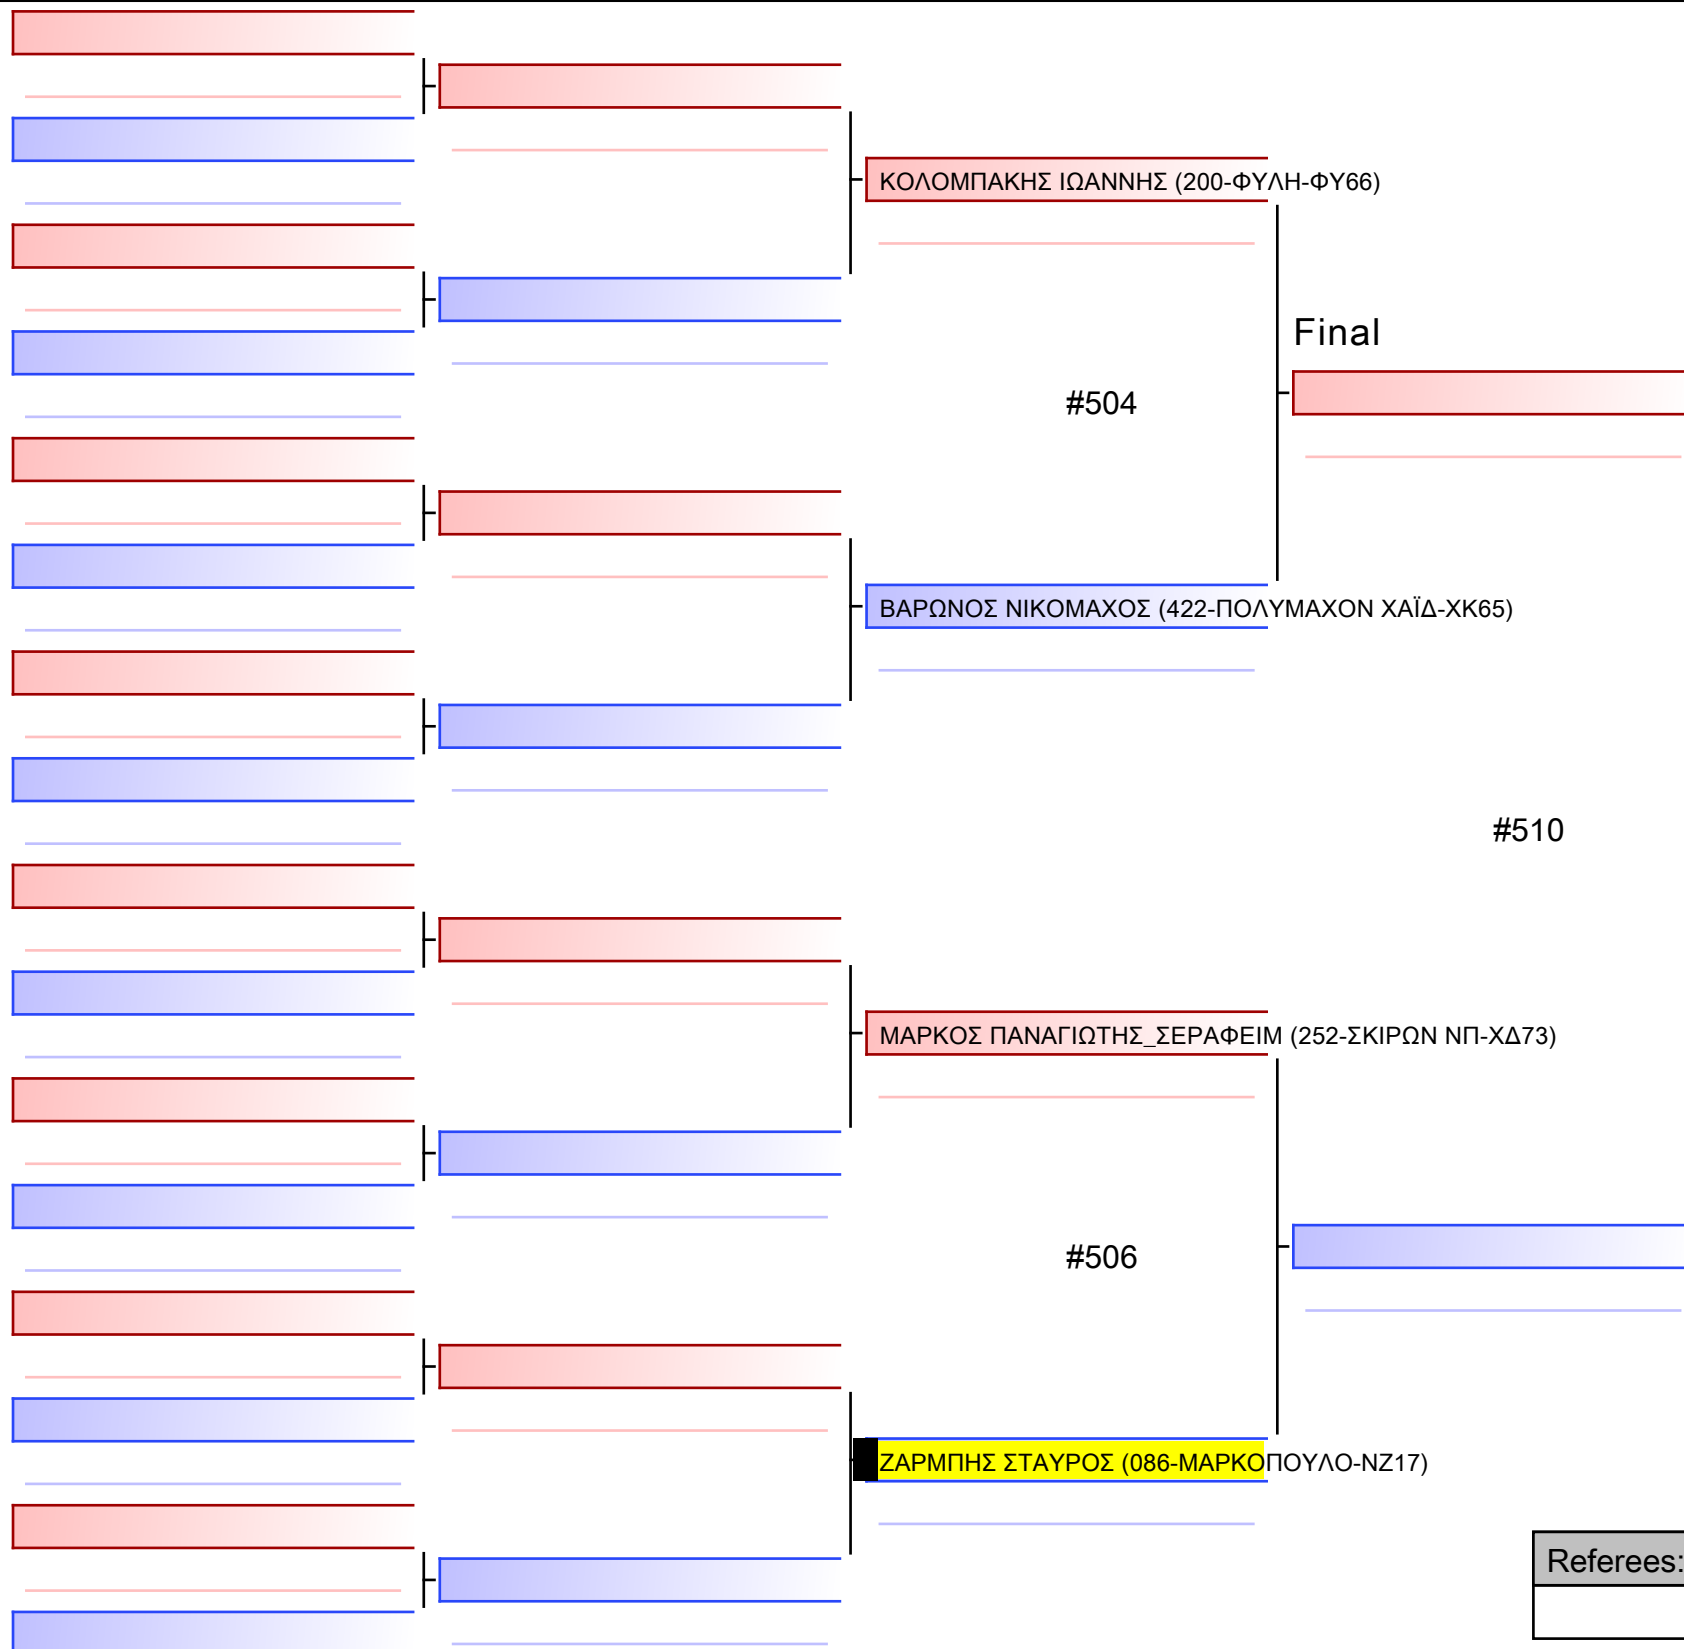 ΚΟΛΟΜΠΑΚΗΣ ΙΩΑΝΝΗΣ (200-ΦΥΛΗ-ΦΥ66)
Final
#504
ΒΑΡΩΝΟΣ ΝΙΚΟΜΑΧΟΣ (422-ΠΟΛΥΜΑΧΟΝ ΧΑΪΔ-ΧΚ65)
#510
ΜΑΡΚΟΣ ΠΑΝΑΓΙΩΤΗΣ_ΣΕΡΑΦΕΙΜ (252-ΣΚΙΡΩΝ ΝΠ-ΧΔ73)
#506
ΖΑΡΜΠΗΣ ΣΤΑΥΡΟΣ (086-ΜΑΡΚΟΠΟΥΛΟ-ΝΖ17)
Referees: